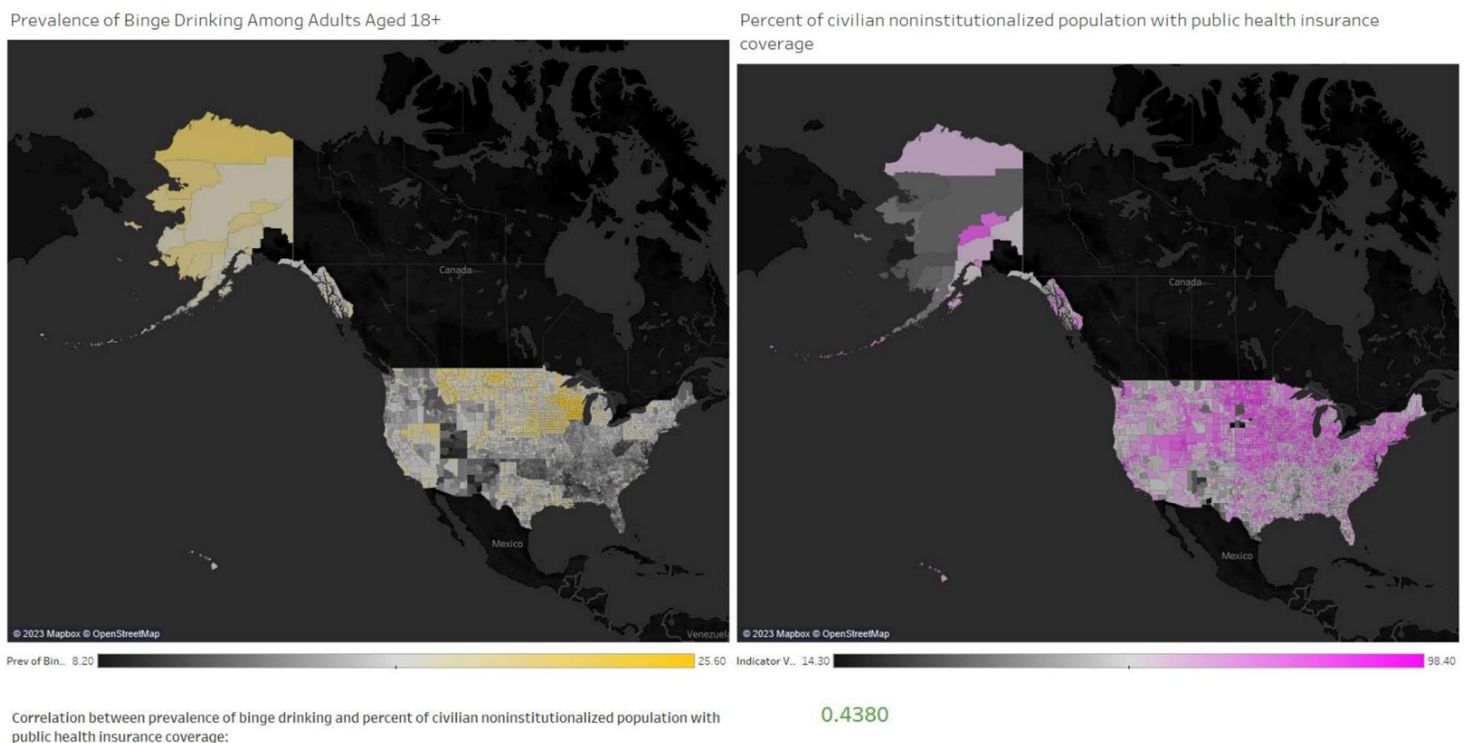 Prevalence of Binge Drinking Among Adults Aged 18+
Canada
Mexico
Venezuel
© 2023 Mapbox © OpenStreetMap
Prev of Bin.. 8.20 25.60
Percent of civilian noninstitutionalized population with public health insurance
coverage
Canada
Mexico
© 2023 Mapbox © OpenStreetMap
Indicator V.. 14.30 98.40
Correlation between prevalence of binge drinking and percent of civilian noninstitutionalized population with
public health insurance coverage:
0.4380